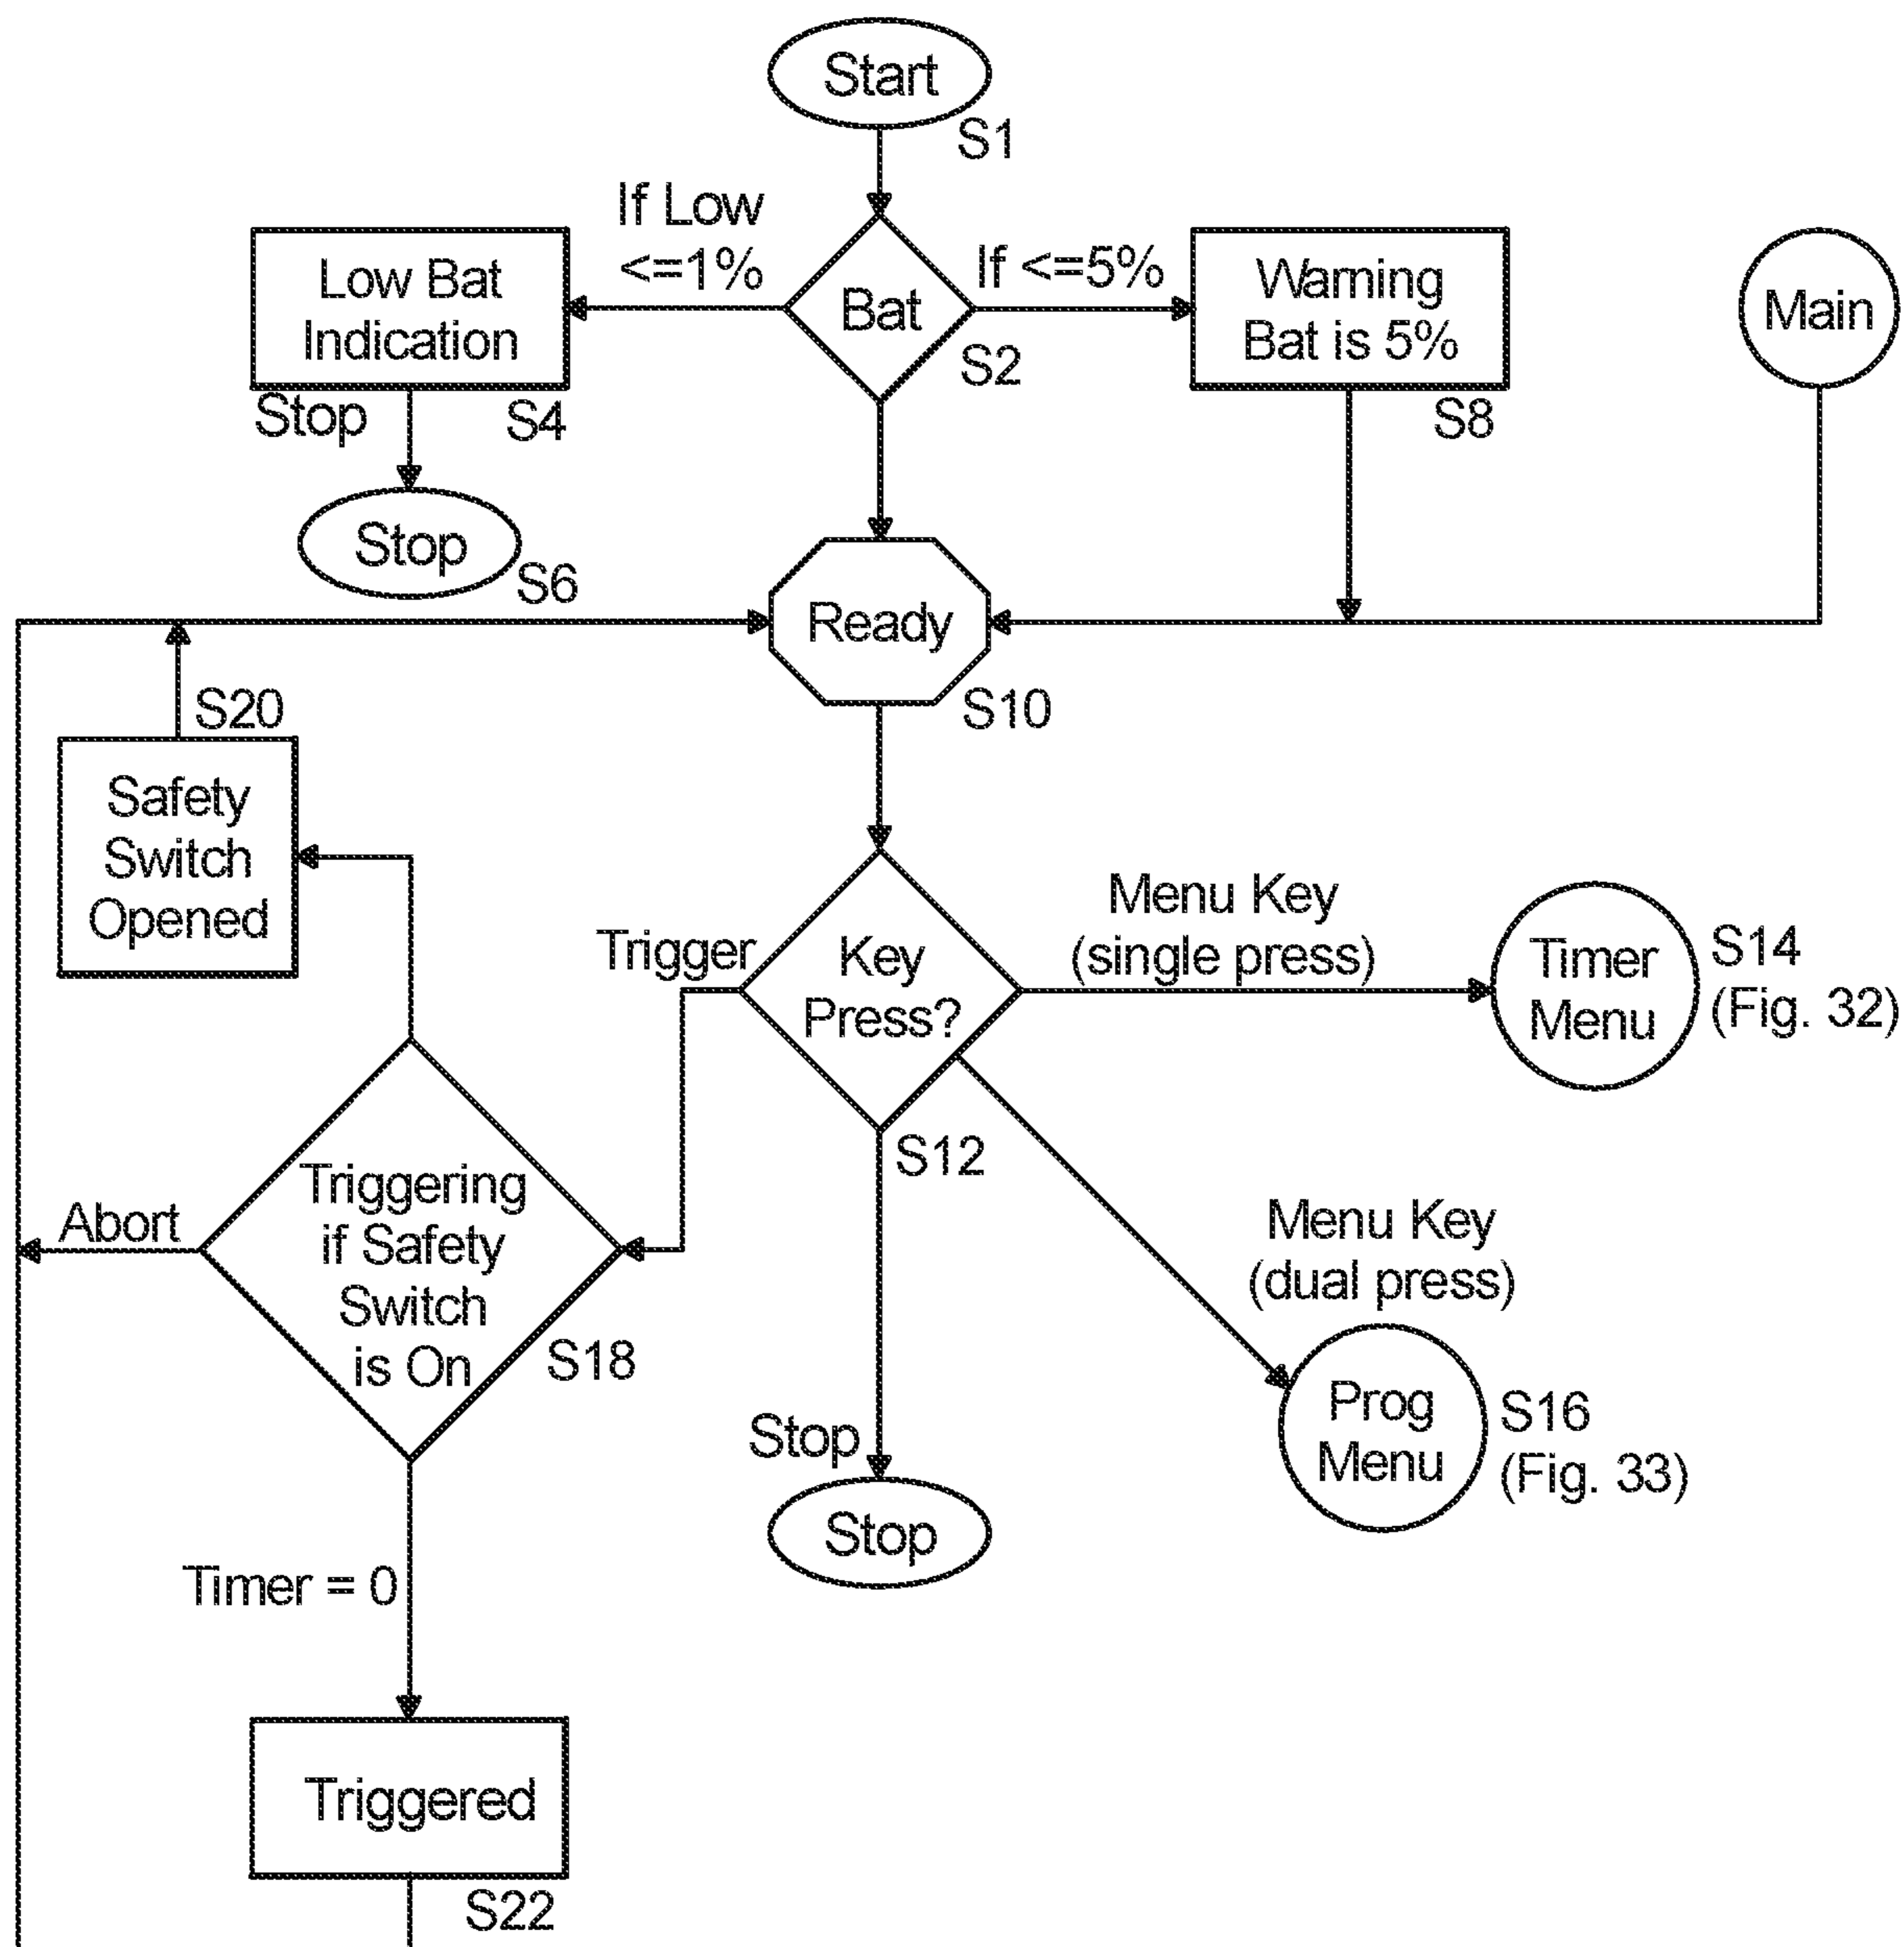 Start
S1
If Low
<=1%
If <=5%
Low Bat
Indication
Bat
Warning
Bat is 5%
Main
S2
Stop
S4
S8
Stop
S6
Ready
S10
S20
Safety
Switch
Opened
Trigger
Key
Press?
Menu Key
(single press)
Timer
Menu
S14
(Fig. 32)
S12
Abort
Triggering
if Safety
Switch
is On
S18
Menu Key
(dual press)
Prog
Menu
S16
(Fig. 33)
Stop
Stop
Timer = 0
Triggered
S22